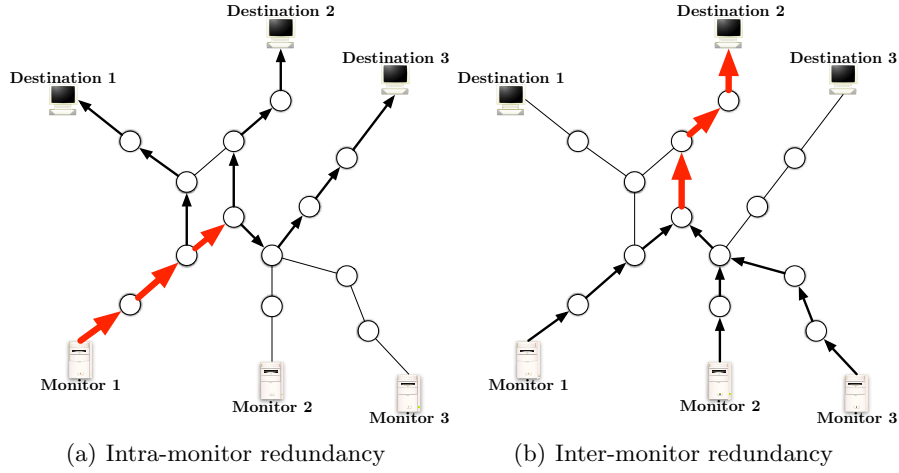 Destination 2
Destination 1
Destination 3
Monitor 1
Monitor 2
Monitor 3
(a) Intra-monitor redundancy
Destination 2
Destination 1
Destination 3
Monitor 1
Monitor 2
Monitor 3
(b) Inter-monitor redundancy